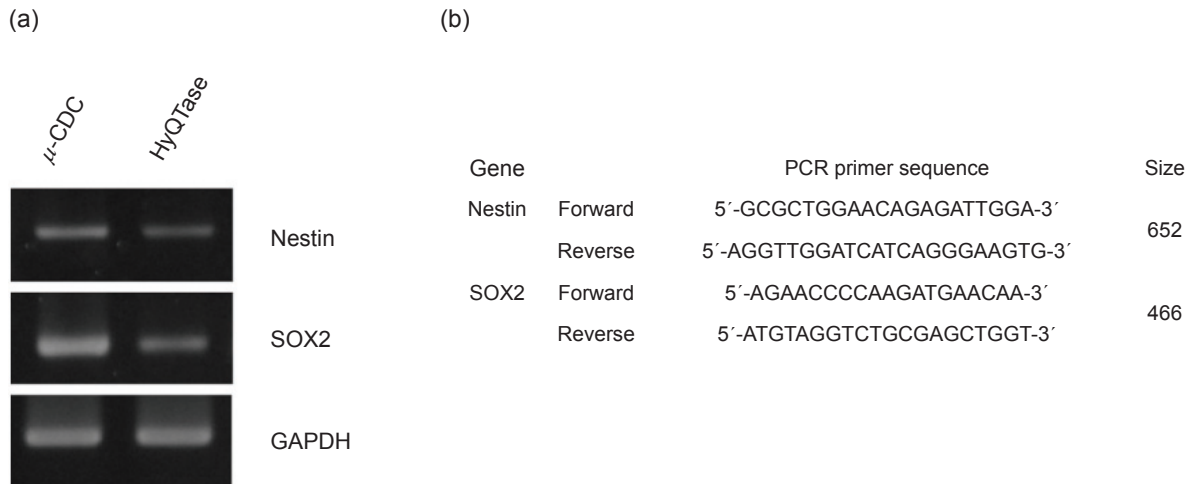 (a)
μ-CDC HyQTase
Nestin
SOX2
GAPDH
(b)
Gene PCR primer sequence Size
Nestin Forward 5´-GCGCTGGAACAGAGATTGGA-3´ 652
Reverse 5´-AGGTTGGATCATCAGGGAAGTG-3´
SOX2 Forward 5´-AGAACCCCAAGATGAACAA-3´ 466
Reverse 5´-ATGTAGGTCTGCGAGCTGGT-3´